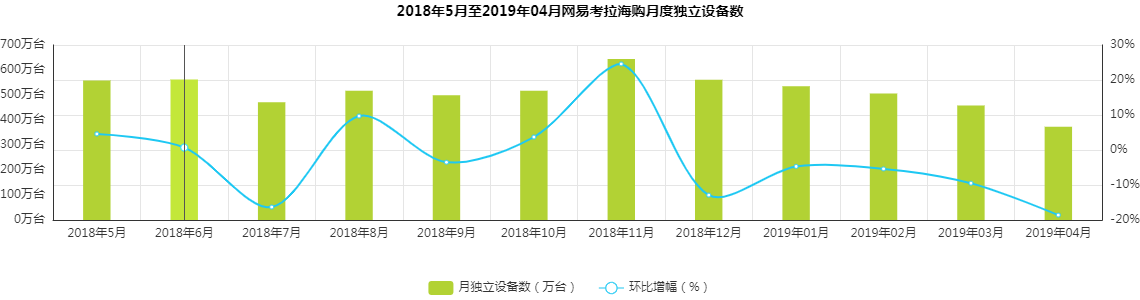 2018年5月至2019年04月网易考拉海购月度独立设备数
700万台
600万台
500万台
400万台
300万台
200万台
100万台
0万台
30%
20%
10%
0%
-10%
-20%
2018年5月 2018年6月 2018年7月 2018年8月 2018年9月 2018年10月 2018年11月 2018年12月 2019年01月 2019年02月 2019年03月 2019年04月
月独立设备数（万台） 环比增幅（%）